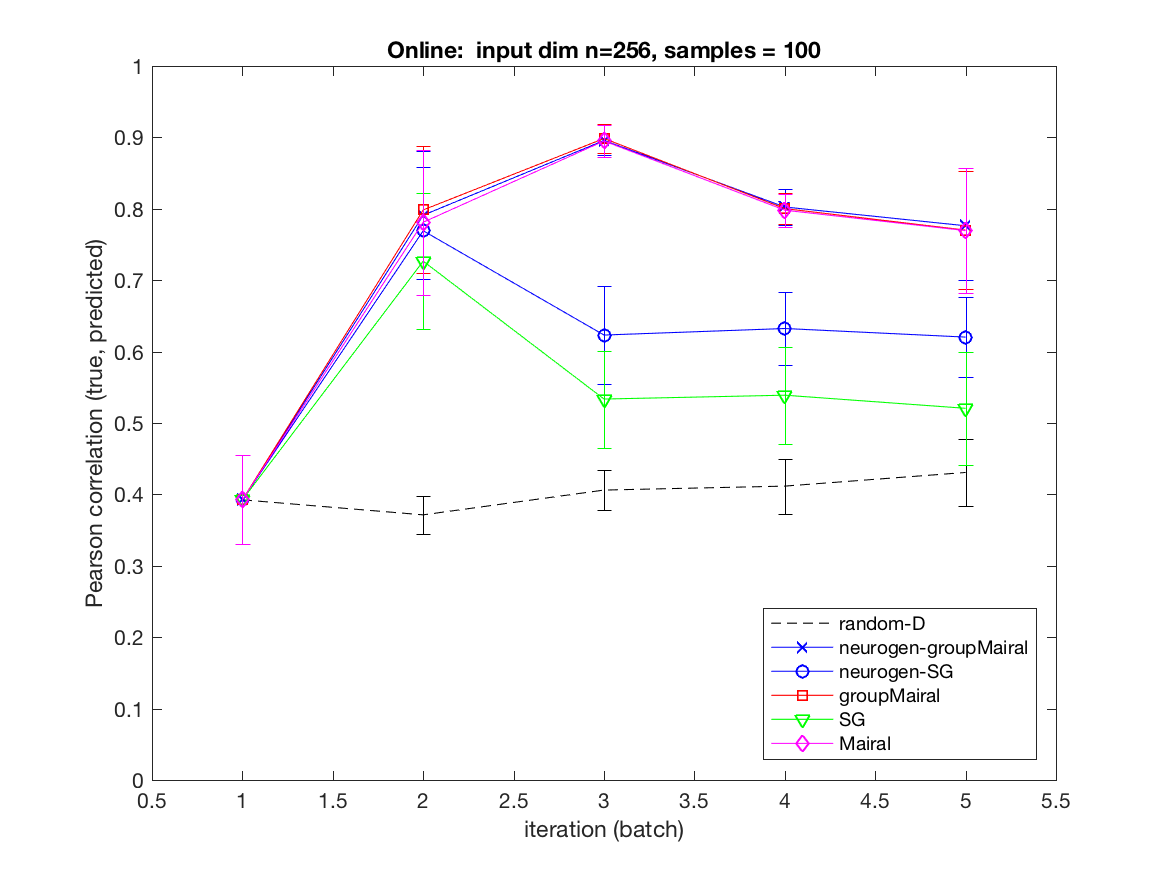 Online:  input dim n=256, samples = 100
1
0.9
0.8
0.7
0.6
0.5
0.4
0.3
0.2
0.1
0
Pearson correlation (true, predicted)
random-D
neurogen-groupMairal
neurogen-SG
groupMairal
SG
Mairal
0.5 1 1.5 2 2.5 3 3.5 4 4.5 5 5.5
iteration (batch)